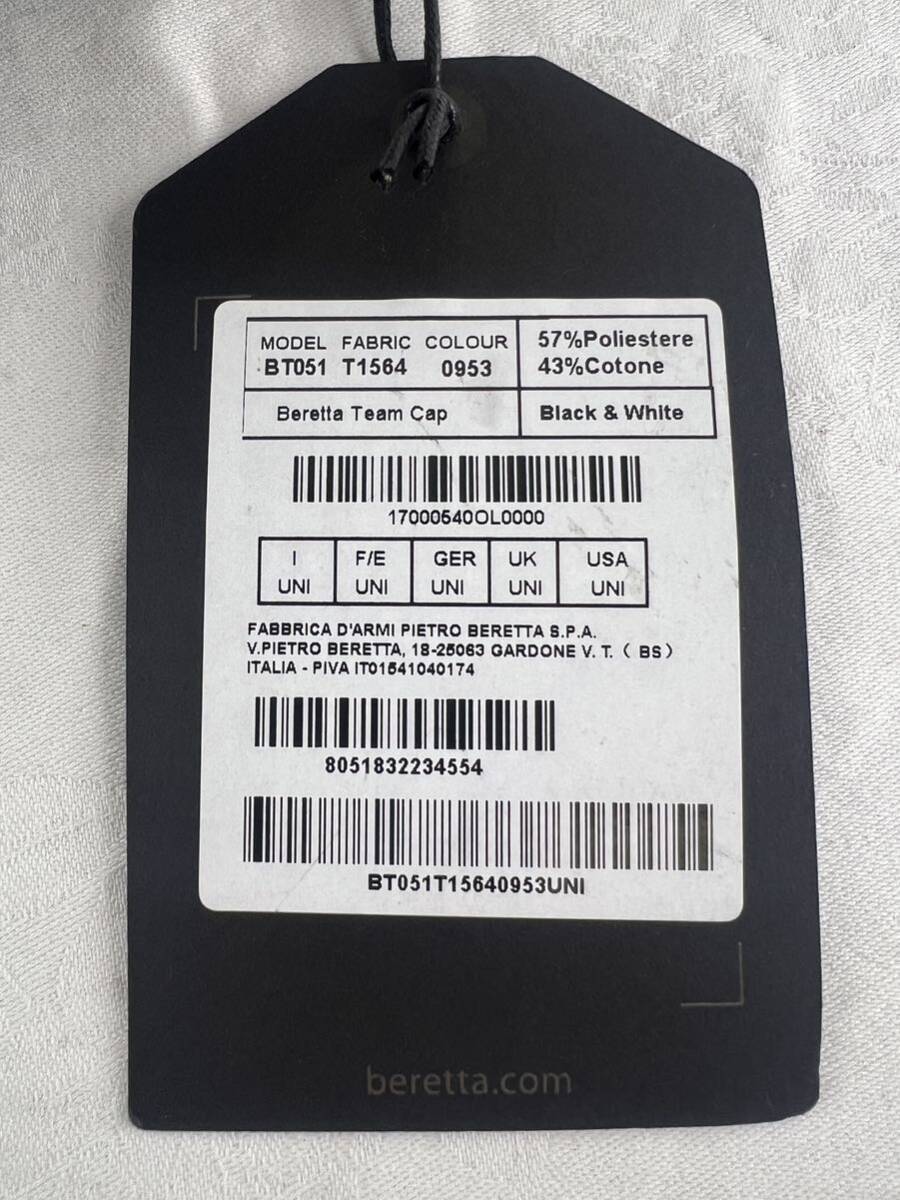 MODEL FABRIC COLOUR
BT051 T1564 0953
57%Poliestere
43%Cotone
Beretta Team Cap
Black & White
17000540OL0000
I F/E GER UK USA
UNI UNI UNI UNI UNI
FABBRICA D'ARMI PIETRO BERETTA S.P.A.
V.PIETRO BERETTA, 18-25063 GARDONE V. T. ( BS )
ITALIA - PIVA IT01541040174
8051832234554
BT051T15640953UNI
beretta.com